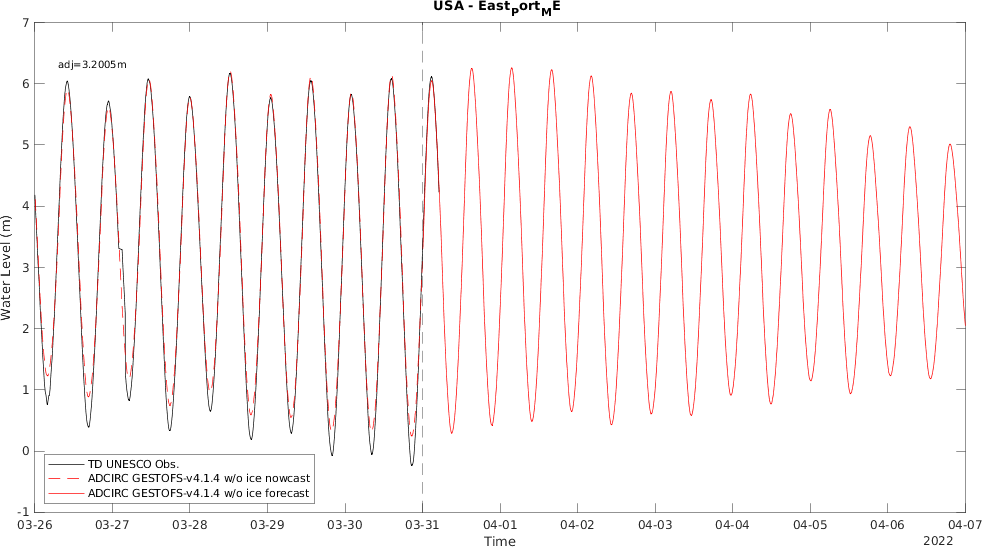 USA - EastPortME
adj=3.2005m
Water Level (m)
7
6
5
4
3
2
1
0
-1
TD UNESCO Obs.
ADCIRC GESTOFS-v4.1.4 w/o ice nowcast
ADCIRC GESTOFS-v4.1.4 w/o ice forecast
03-26 03-27 03-28 03-29 03-30 03-31 04-01 04-02 04-03 04-04 04-05 04-06 04-07
Time
2022